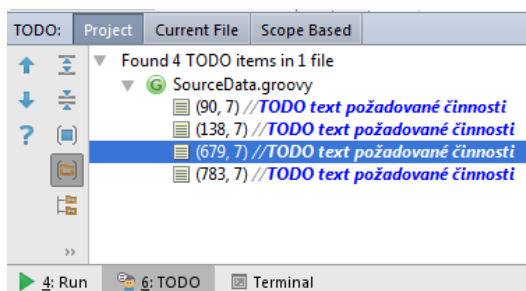 TODO: Project Current File Scope Based
Found 4 TODO items in 1 file
SourceData.groovy
(90, 7) //TODO text požadované činnosti
(138, 7) //TODO text požadované činnosti
(679, 7) //TODO text požadované činnosti
(783, 7) //TODO text požadované činnosti
4: Run 6: TODO Terminal